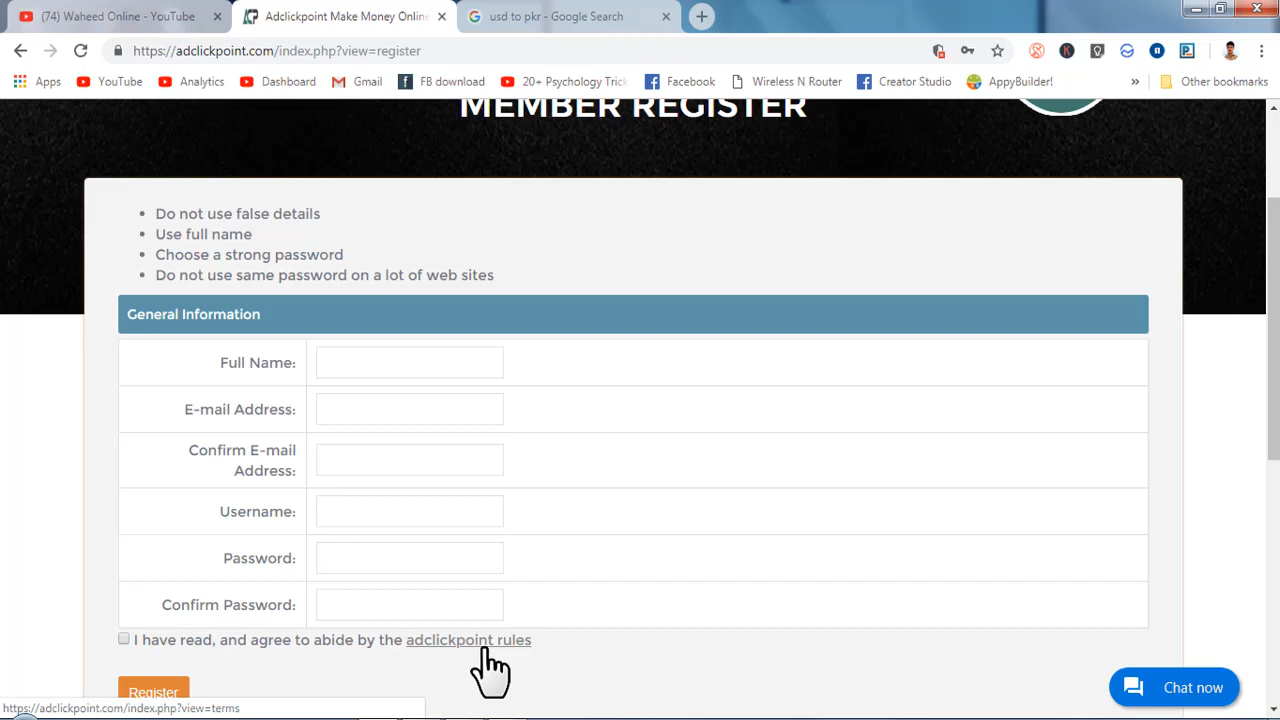 (74) Waheed Online - YouTube
Adclickpoint Make Money Online
usd to pkr - Google Search
https://adclickpoint.com/index.php?view=register
Apps
YouTube
Analytics
Dashboard
Gmail
FB download
20+ Psychology Trick
Facebook
Wireless N Router
Creator Studio
AppyBuilder!
»
Other bookmarks
MEMBER REGISTER
• Do not use false details
• Use full name
• Choose a strong password
• Do not use same password on a lot of web sites
General Information
Full Name:
E-mail Address:
Confirm E-mail
Address:
Username:
Password:
Confirm Password:
I have read, and agree to abide by the adclickpoint rules
Register
Chat now
https://adclickpoint.com/index.php?view=terms